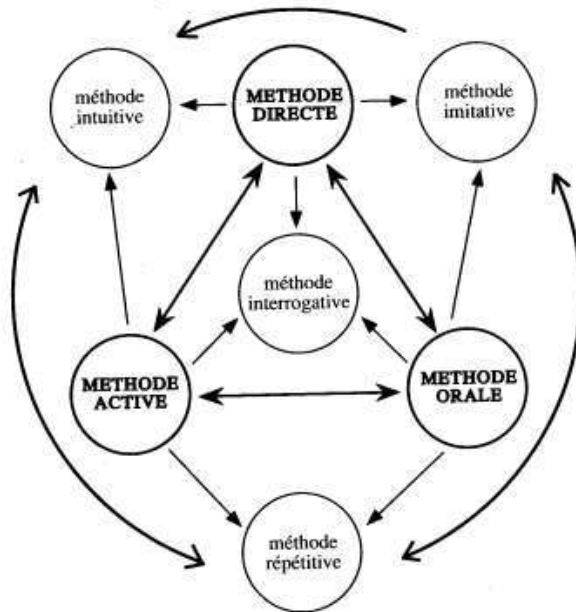 méthode
intuitive
METHODE
DIRECTE
méthode
imitative
méthode
interrogative
METHODE
ACTIVE
METHODE
ORALE
méthode
répétitive